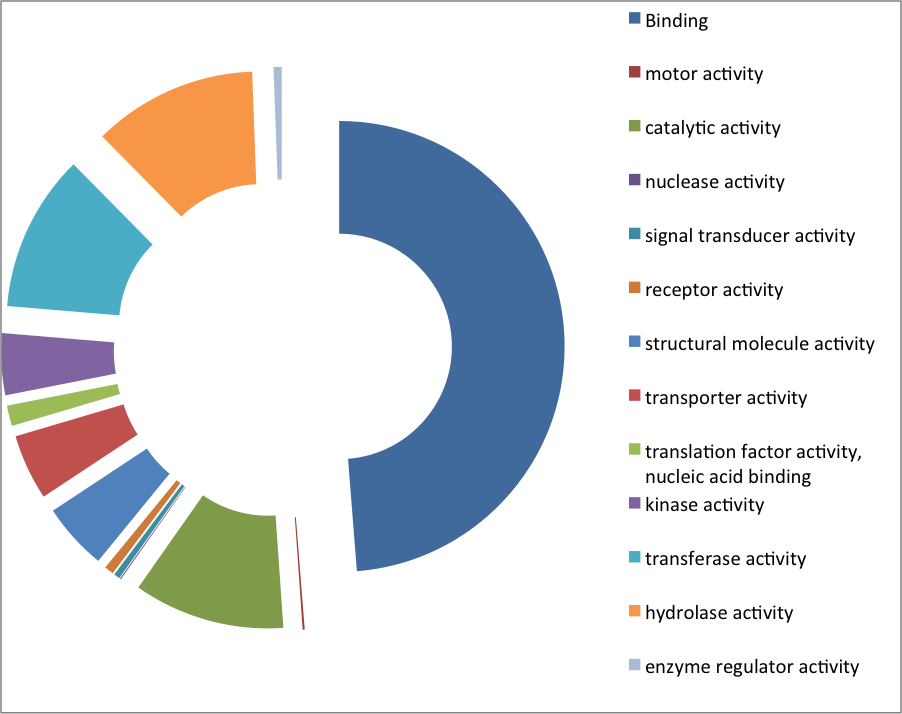 Binding
motor activity
catalytic activity
nuclease activity
signal transducer activity
receptor activity
structural molecule activity
transporter activity
translation factor activity,
nucleic acid binding
kinase activity
transferase activity
hydrolase activity
enzyme regulator activity